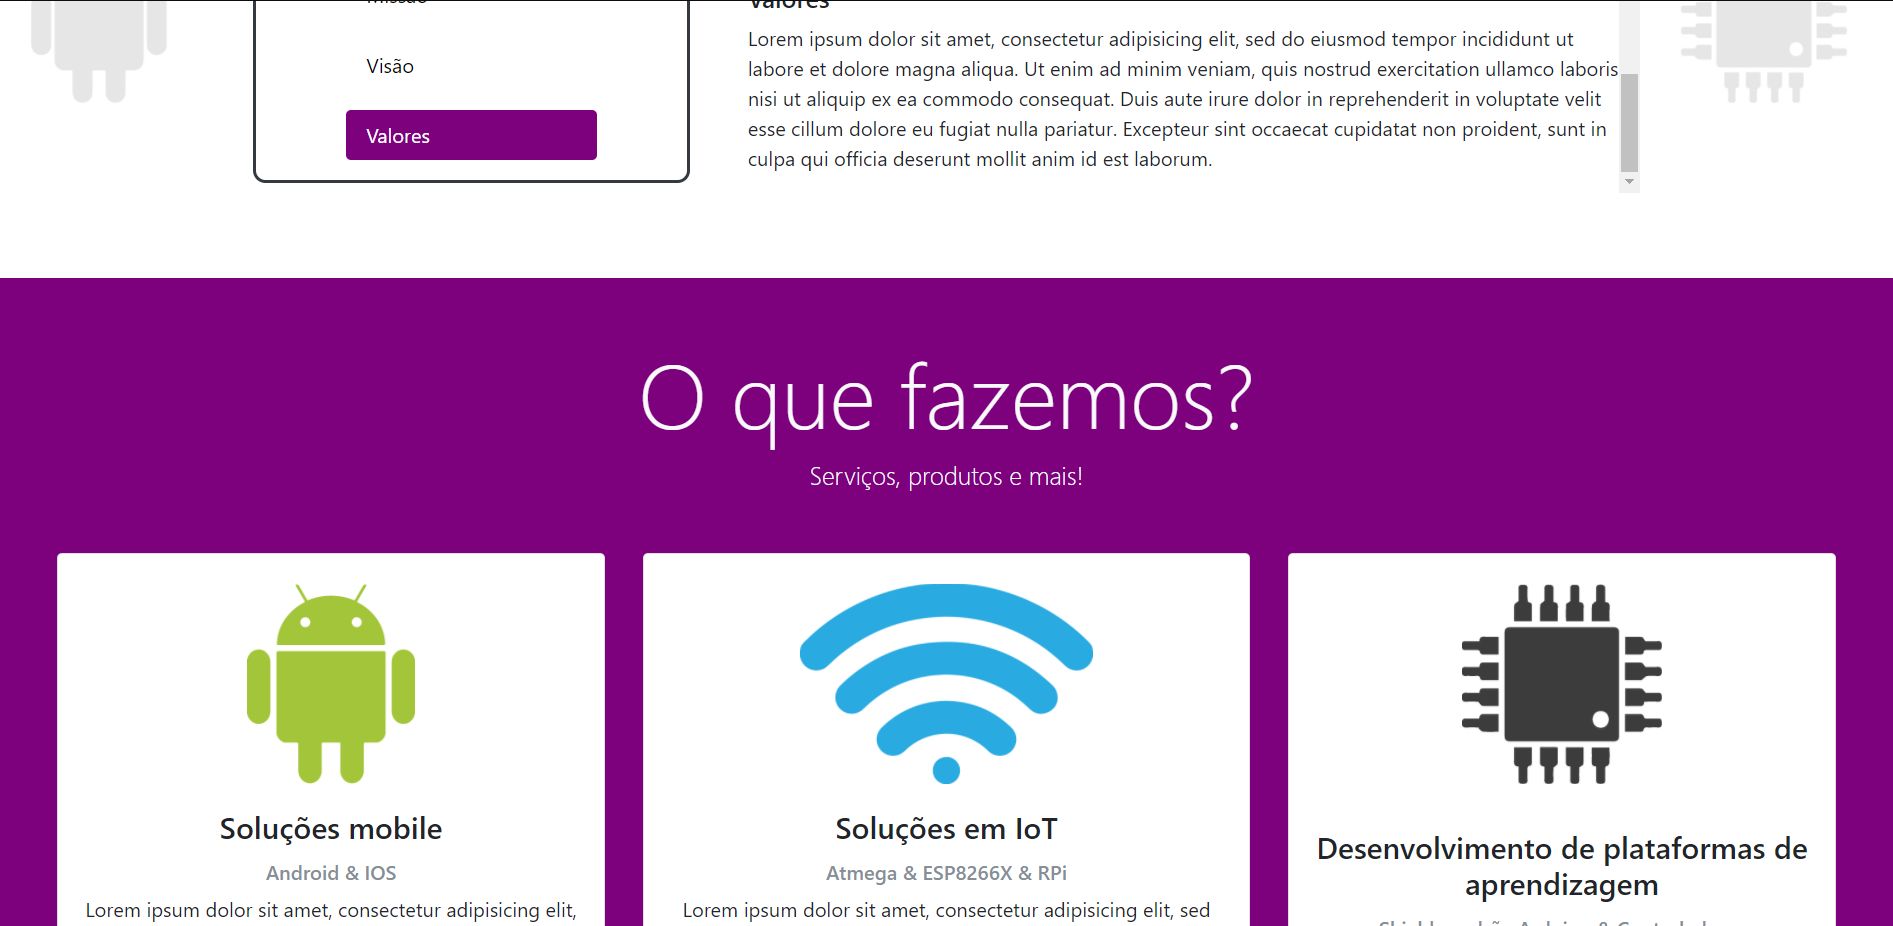 Missão
Visão
Valores
Valores
Lorem ipsum dolor sit amet, consectetur adipisicing elit, sed do eiusmod tempor incididunt ut
labore et dolore magna aliqua. Ut enim ad minim veniam, quis nostrud exercitation ullamco laboris
nisi ut aliquip ex ea commodo consequat. Duis aute irure dolor in reprehenderit in voluptate velit
esse cillum dolore eu fugiat nulla pariatur. Excepteur sint occaecat cupidatat non proident, sunt in
culpa qui officia deserunt mollit anim id est laborum.
O que fazemos?
Serviços, produtos e mais!
Soluções mobile
Android & IOS
Lorem ipsum dolor sit amet, consectetur adipisicing elit,
Soluções em IoT
Atmega & ESP8266X & RPi
Lorem ipsum dolor sit amet, consectetur adipisicing elit, sed
Desenvolvimento de plataformas de
aprendizagem